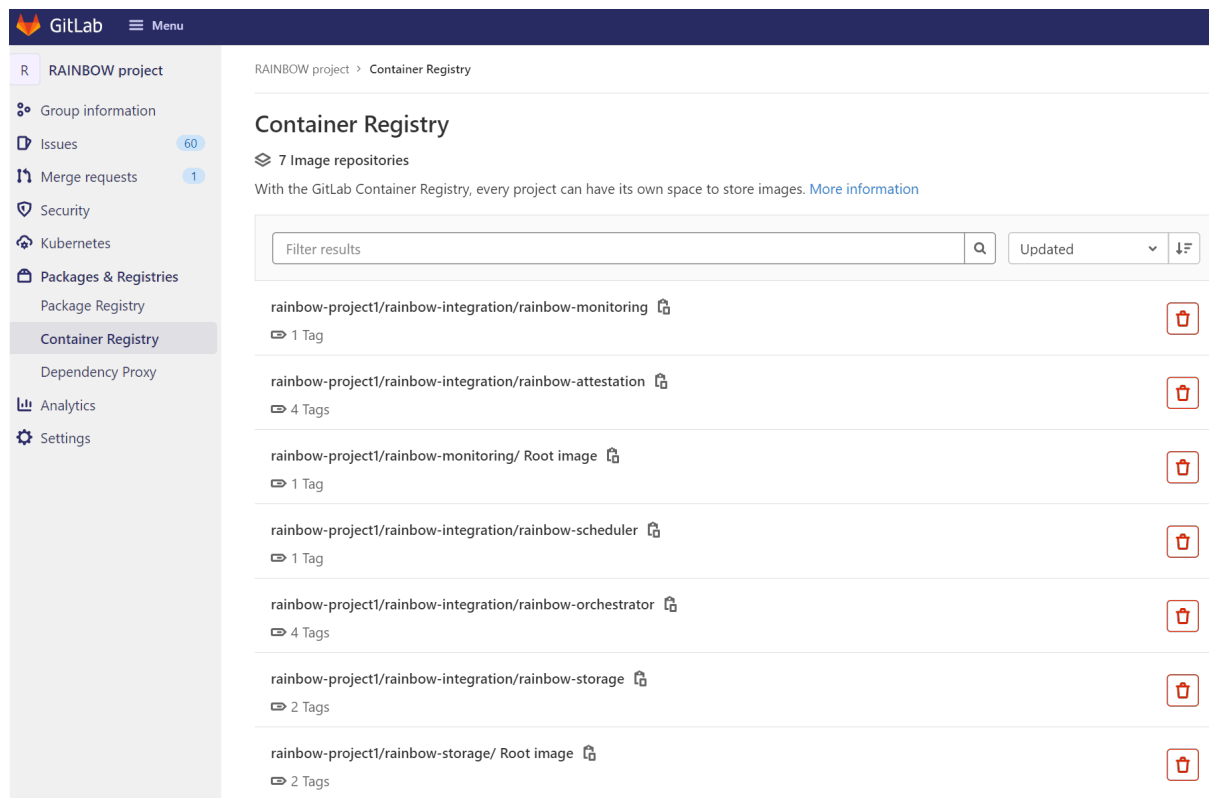 GitLab Menu
R RAINBOW project
Group information
Issues 60
Merge requests 1
Security
Kubernetes
Packages & Registries
Package Registry
Container Registry
Dependency Proxy
Analytics
Settings
RAINBOW project > Container Registry
Container Registry
7 Image repositories
With the GitLab Container Registry, every project can have its own space to store images. More information
Filter results Updated
rainbow-project1/rainbow-integration/rainbow-monitoring
1 Tag
rainbow-project1/rainbow-integration/rainbow-attestation
4 Tags
rainbow-project1/rainbow-monitoring/ Root image
1 Tag
rainbow-project1/rainbow-integration/rainbow-scheduler
1 Tag
rainbow-project1/rainbow-integration/rainbow-orchestrator
4 Tags
rainbow-project1/rainbow-integration/rainbow-storage
2 Tags
rainbow-project1/rainbow-storage/ Root image
2 Tags